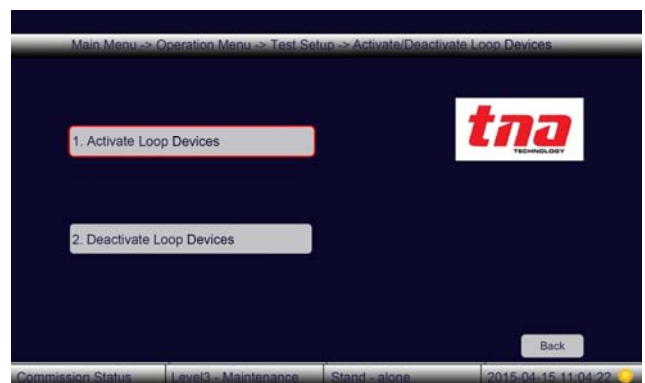 Main Menu -> Operation Menu -> Test Setup -> Activate/Deactivate Loop Devices
tna
TECHNOLOGY
1. Activate Loop Devices
2. Deactivate Loop Devices
Back
Commission Status Level3 - Maintenance Stand - alone 2015-04-15 11:04:22